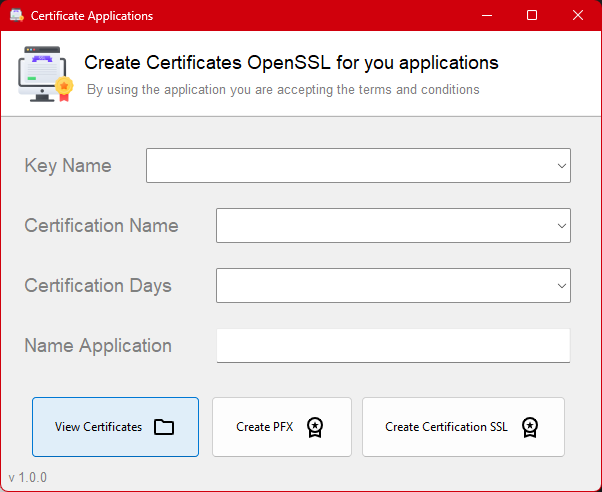 Certificate Applications
Create Certificates OpenSSL for you applications
By using the application you are accepting the terms and conditions
Key Name
Certification Name
Certification Days
Name Application
View Certificates
Create PFX
Create Certification SSL
v 1.0.0